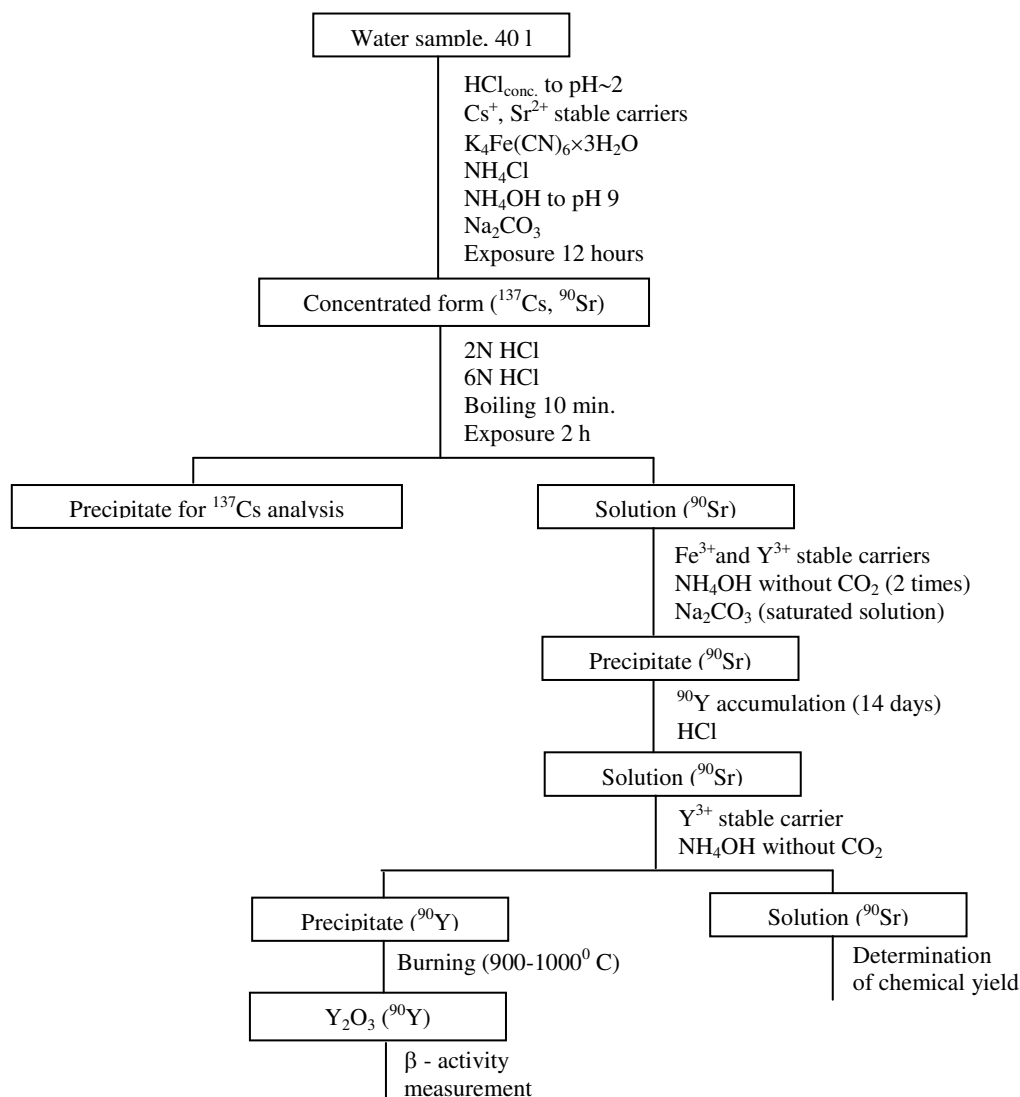 Water sample, 40 l
HCl_conc. to pH~2
Cs⁺, Sr²⁺ stable carriers
K₄Fe(CN)₆×3H₂O
NH₄Cl
NH₄OH to pH 9
Na₂CO₃
Exposure 12 hours
Concentrated form (¹³⁷Cs, ⁹⁰Sr)
2N HCl
6N HCl
Boiling 10 min.
Exposure 2 h
Precipitate for ¹³⁷Cs analysis
Solution (⁹⁰Sr)
Fe³⁺and Y³⁺ stable carriers
NH₄OH without CO₂ (2 times)
Na₂CO₃ (saturated solution)
Precipitate (⁹⁰Sr)
⁹⁰Y accumulation (14 days)
HCl
Solution (⁹⁰Sr)
Y³⁺ stable carrier
NH₄OH without CO₂
Precipitate (⁹⁰Y)
Solution (⁹⁰Sr)
Burning (900-1000⁰ C)
Determination
of chemical yield
Y₂O₃ (⁹⁰Y)
β - activity
measurement